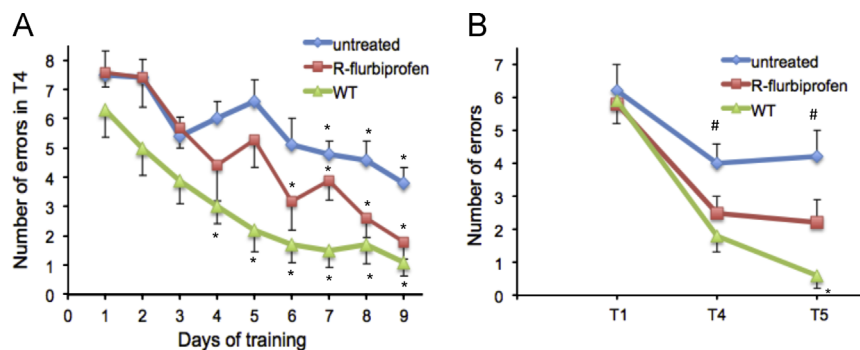 A
Number of errors in T4
8
7
6
5
4
3
2
1
0
untreated
R-flurbiprofen
WT
* * *
* * * *
* * * * * *
0 1 2 3 4 5 6 7 8 9
Days of training
B
Number of errors
7
6
5
4
3
2
1
0
untreated
R-flurbiprofen
WT
# #
*
T1 T4 T5